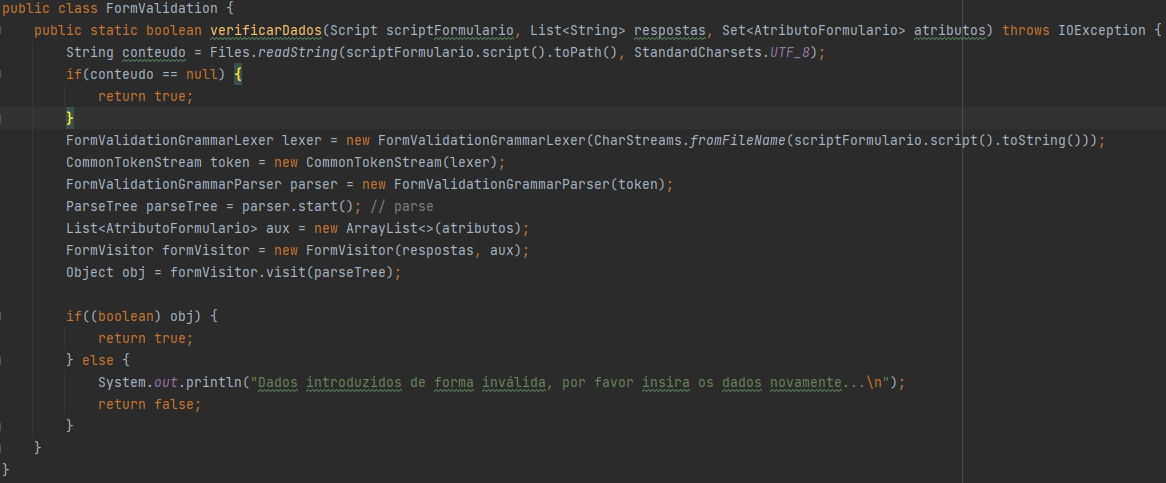 public class FormValidation {
    public static boolean verificarDados(Script scriptFormulario, List<String> respostas, Set<AtributoFormulario> atributos) throws IOException {
        String conteudo = Files.readString(scriptFormulario.script().toPath(), StandardCharsets.UTF_8);
        if(conteudo == null) {
            return true;
        }
        FormValidationGrammarLexer lexer = new FormValidationGrammarLexer(CharStreams.fromFileName(scriptFormulario.script().toString()));
        CommonTokenStream token = new CommonTokenStream(lexer);
        FormValidationGrammarParser parser = new FormValidationGrammarParser(token);
        ParseTree parseTree = parser.start(); // parse
        List<AtributoFormulario> aux = new ArrayList<>(atributos);
        FormVisitor formVisitor = new FormVisitor(respostas, aux);
        Object obj = formVisitor.visit(parseTree);

        if((boolean) obj) {
            return true;
        } else {
            System.out.println("Dados introduzidos de forma inválida, por favor insira os dados novamente...\n");
            return false;
        }
    }
}